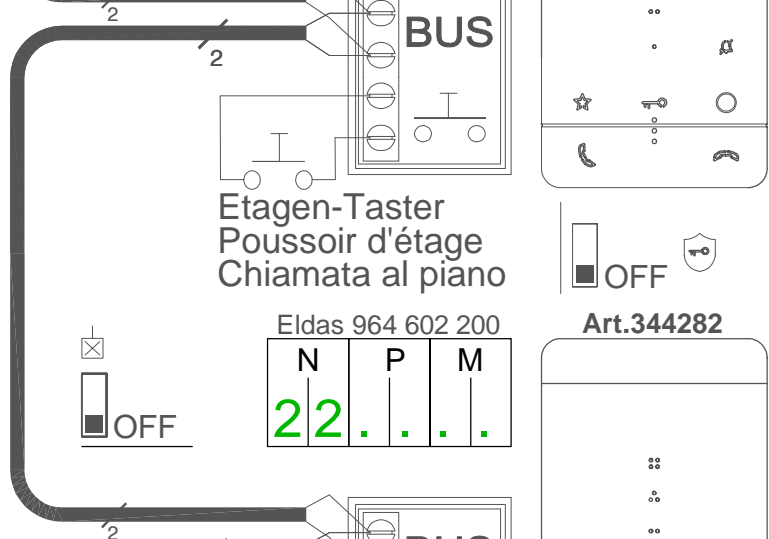 2
BUS
2
Etagen-Taster
Poussoir d'étage
Chiamata al piano
OFF
Eldas 964 602 200
Art.344282
N P M
22....
OFF
2
BUS